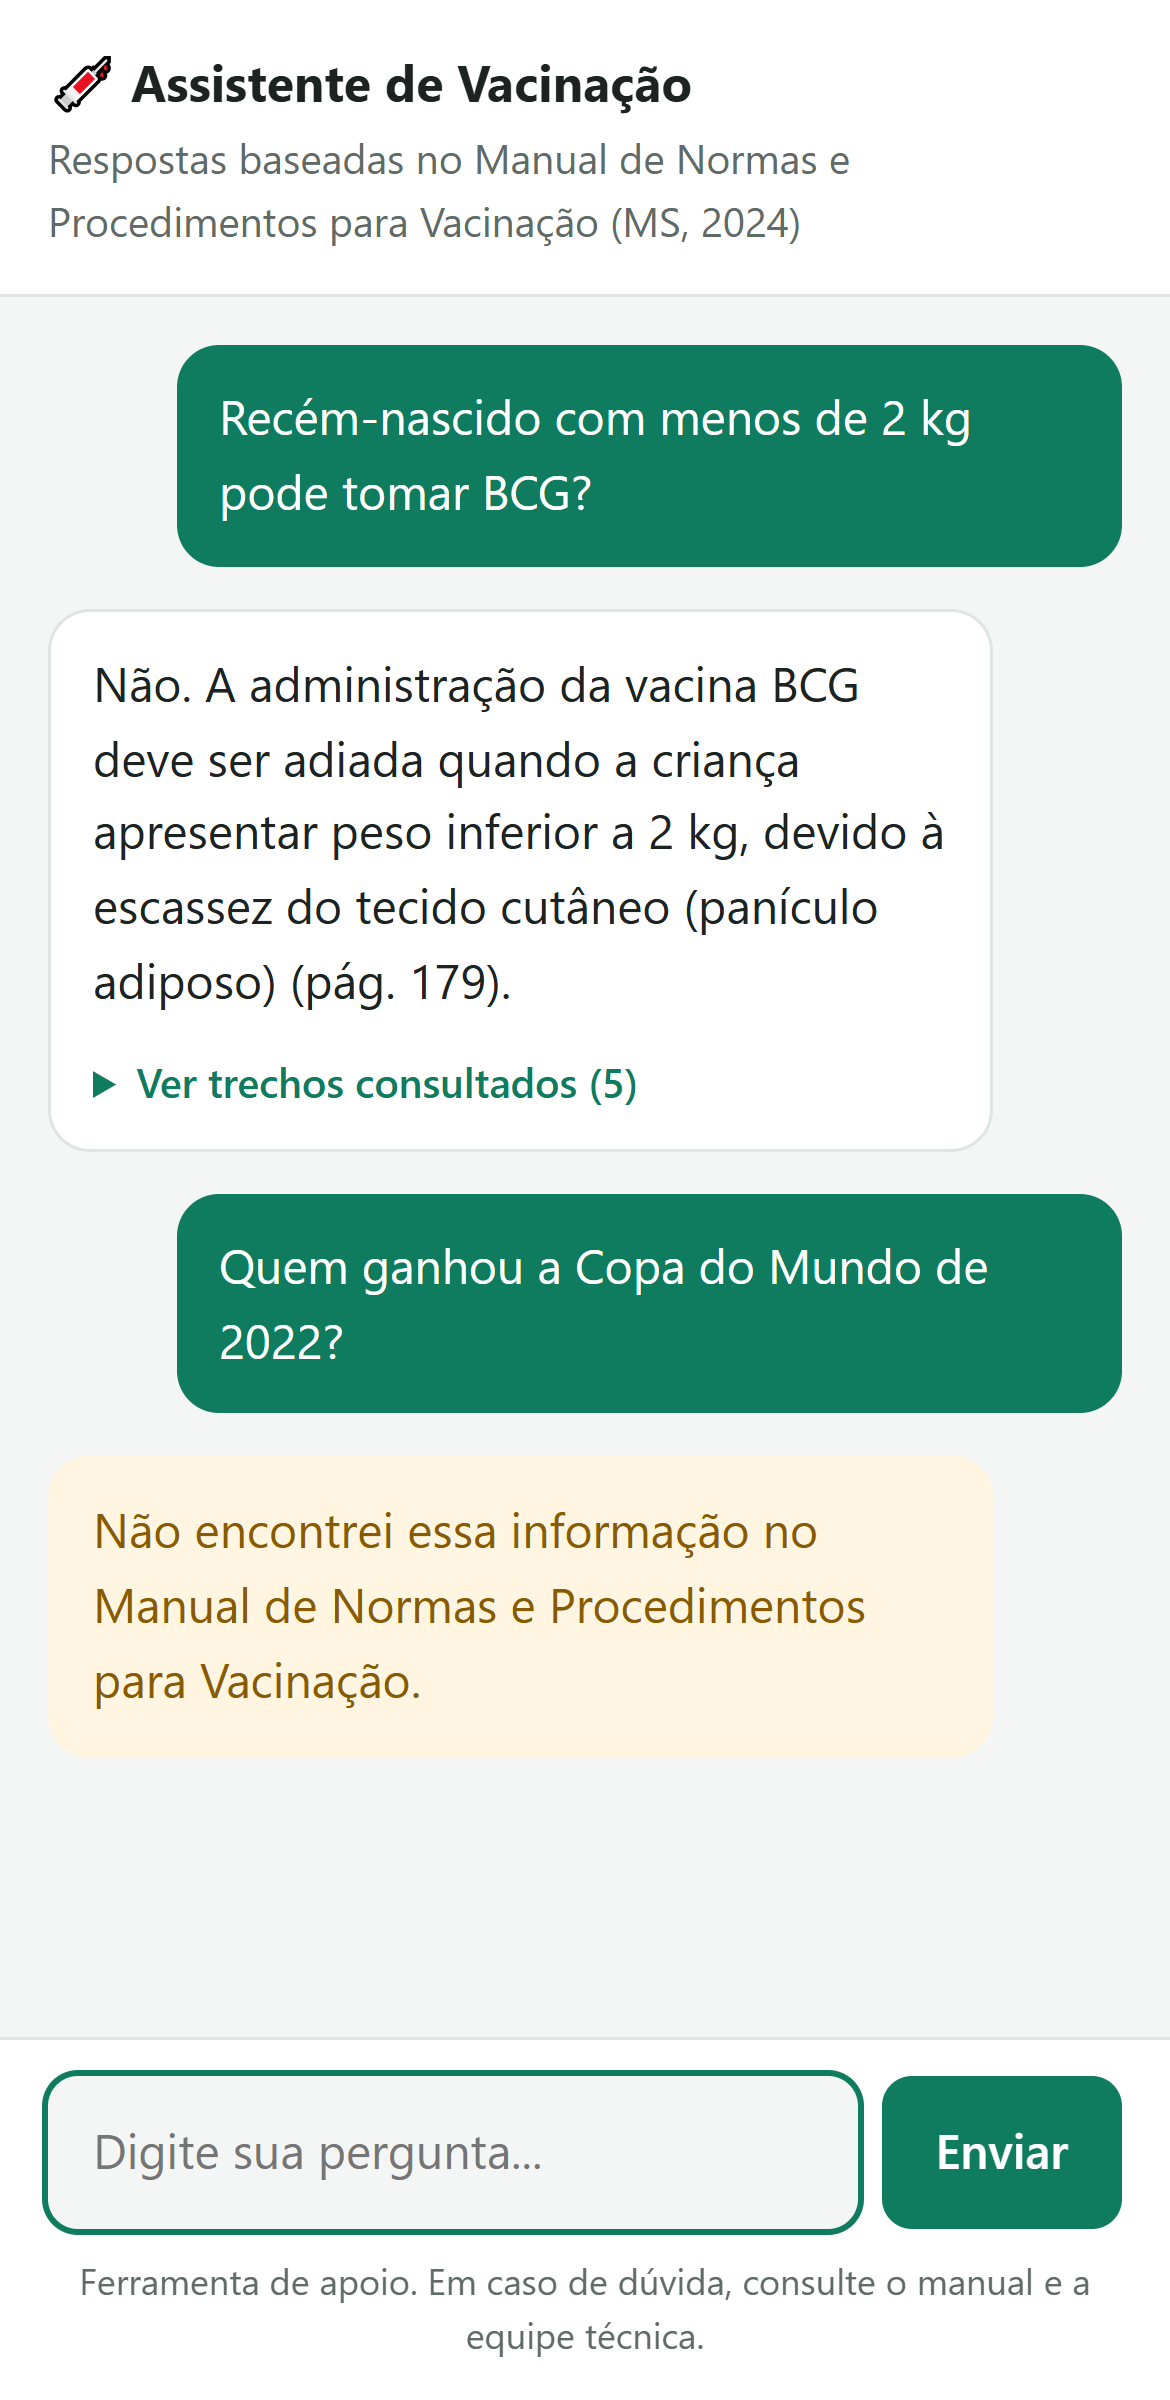 Assistente de Vacinação
Respostas baseadas no Manual de Normas e
Procedimentos para Vacinação (MS, 2024)
Recém-nascido com menos de 2 kg
pode tomar BCG?
Não. A administração da vacina BCG
deve ser adiada quando a criança
apresentar peso inferior a 2 kg, devido à
escassez do tecido cutâneo (panículo
adiposo) (pág. 179).
Ver trechos consultados (5)
Quem ganhou a Copa do Mundo de
2022?
Não encontrei essa informação no
Manual de Normas e Procedimentos
para Vacinação.
Digite sua pergunta...
Enviar
Ferramenta de apoio. Em caso de dúvida, consulte o manual e a
equipe técnica.